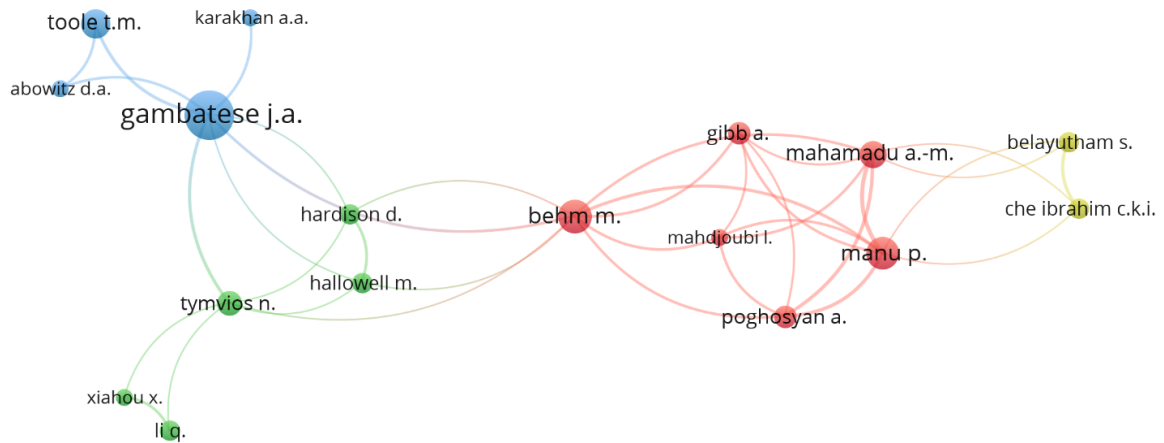 toole t.m.
karakhan a.a.
abowitz d.a.
gambatese j.a.
gibb a.
belayutham s.
mahamadu a.-m.
hardison d.
behm m.
che ibrahim c.k.i.
mahdjoubi l.
manu p.
hallowell m.
tymvios n.
poghosyan a.
xiahou x.
li q.